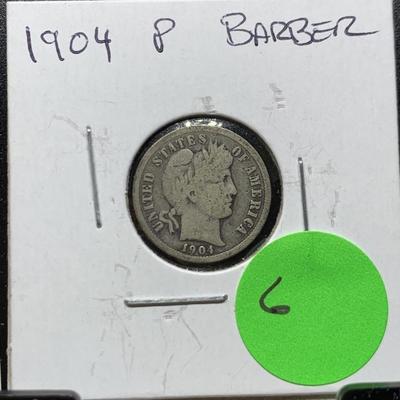 1904 P BARBER
UNITED STATES OF AMERICA
1904
6